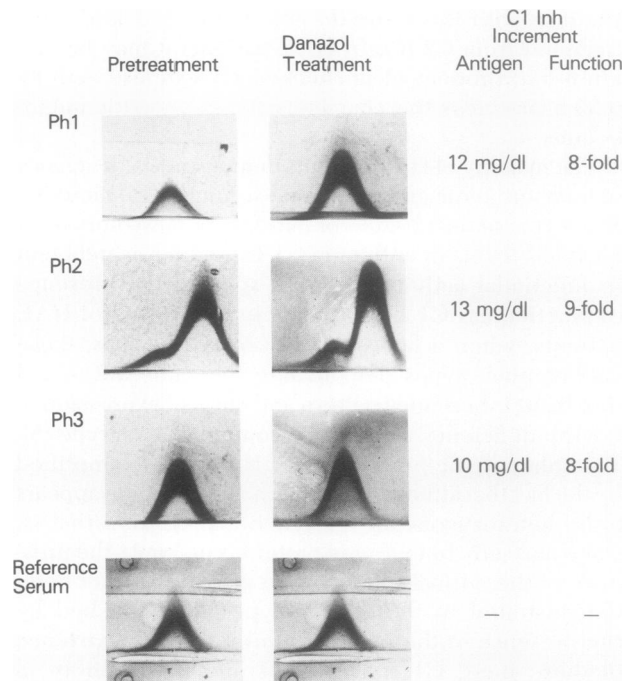 C1 Inh
Increment
Pretreatment
Danazol
Treatment
Antigen Function
Ph1
12 mg/dl 8-fold
Ph2
13 mg/dl 9-fold
Ph3
10 mg/dl 8-fold
Reference
Serum
– –